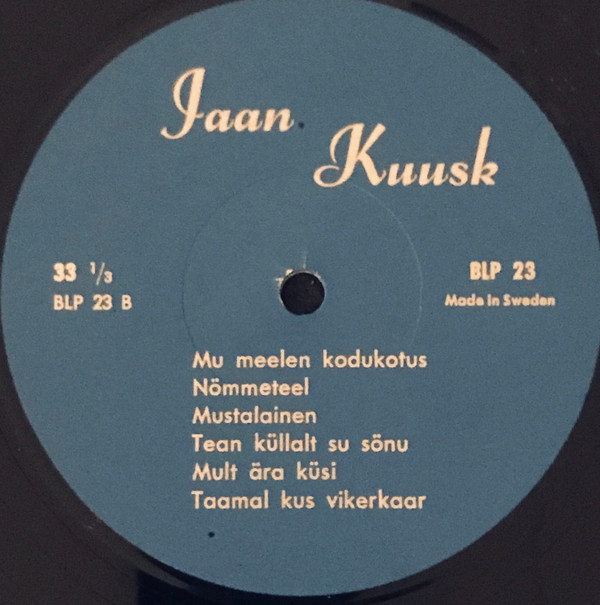 Jaan Kuusk
33 1/3
BLP 23 B
BLP 23
Made in Sweden
Mu meelen kodukotus
Nömmeteel
Mustalainen
Tean küllalt su sönu
Mult ära küsi
Taamal kus vikerkaar